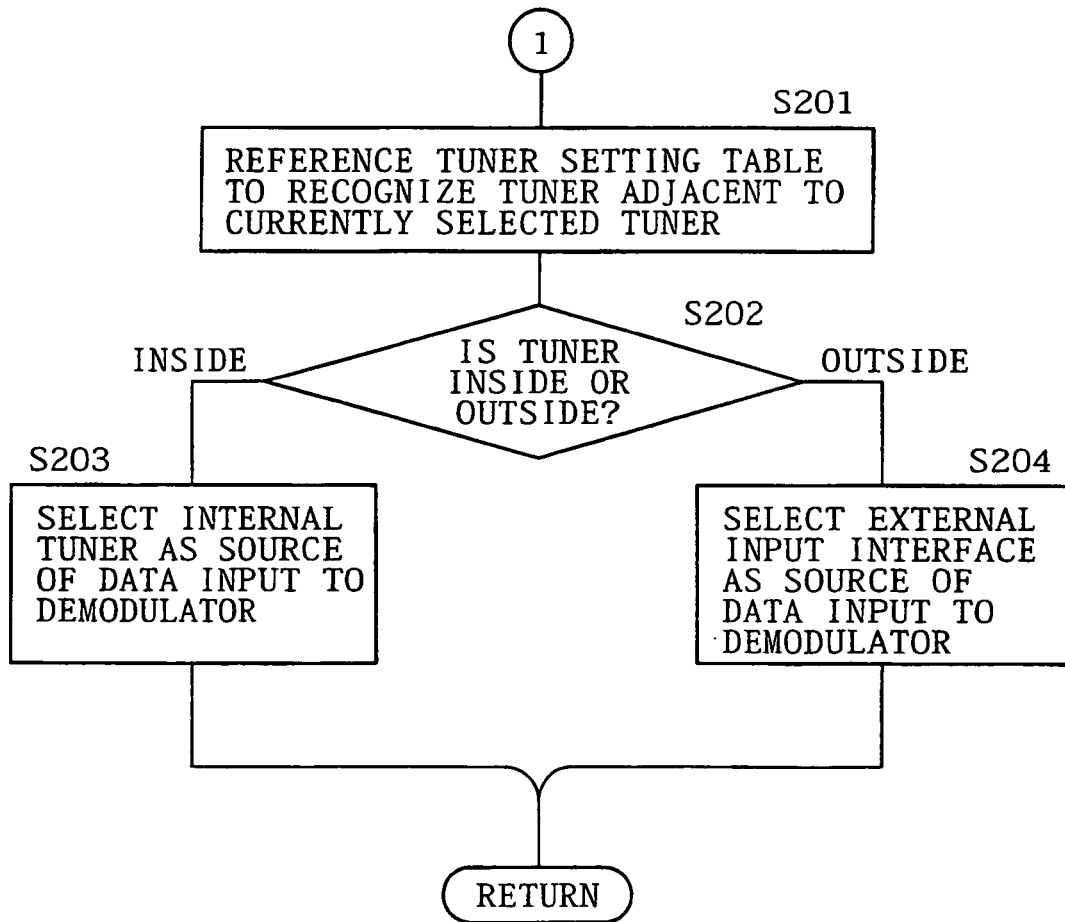 1
S201
REFERENCE TUNER SETTING TABLE
TO RECOGNIZE TUNER ADJACENT TO
CURRENTLY SELECTED TUNER
S202
IS TUNER
INSIDE OR
OUTSIDE?
INSIDE
OUTSIDE
S203
SELECT INTERNAL
TUNER AS SOURCE
OF DATA INPUT TO
DEMODULATOR
S204
SELECT EXTERNAL
INPUT INTERFACE
AS SOURCE OF
DATA INPUT TO
DEMODULATOR
RETURN